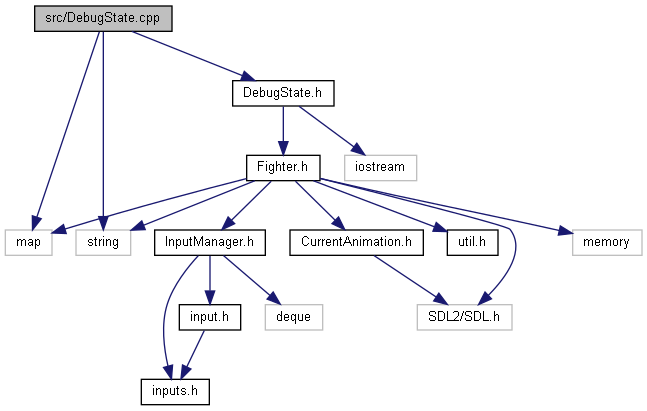 src/DebugState.cpp
DebugState.h
Fighter.h
iostream
map
string
InputManager.h
CurrentAnimation.h
util.h
memory
input.h
deque
SDL2/SDL.h
inputs.h